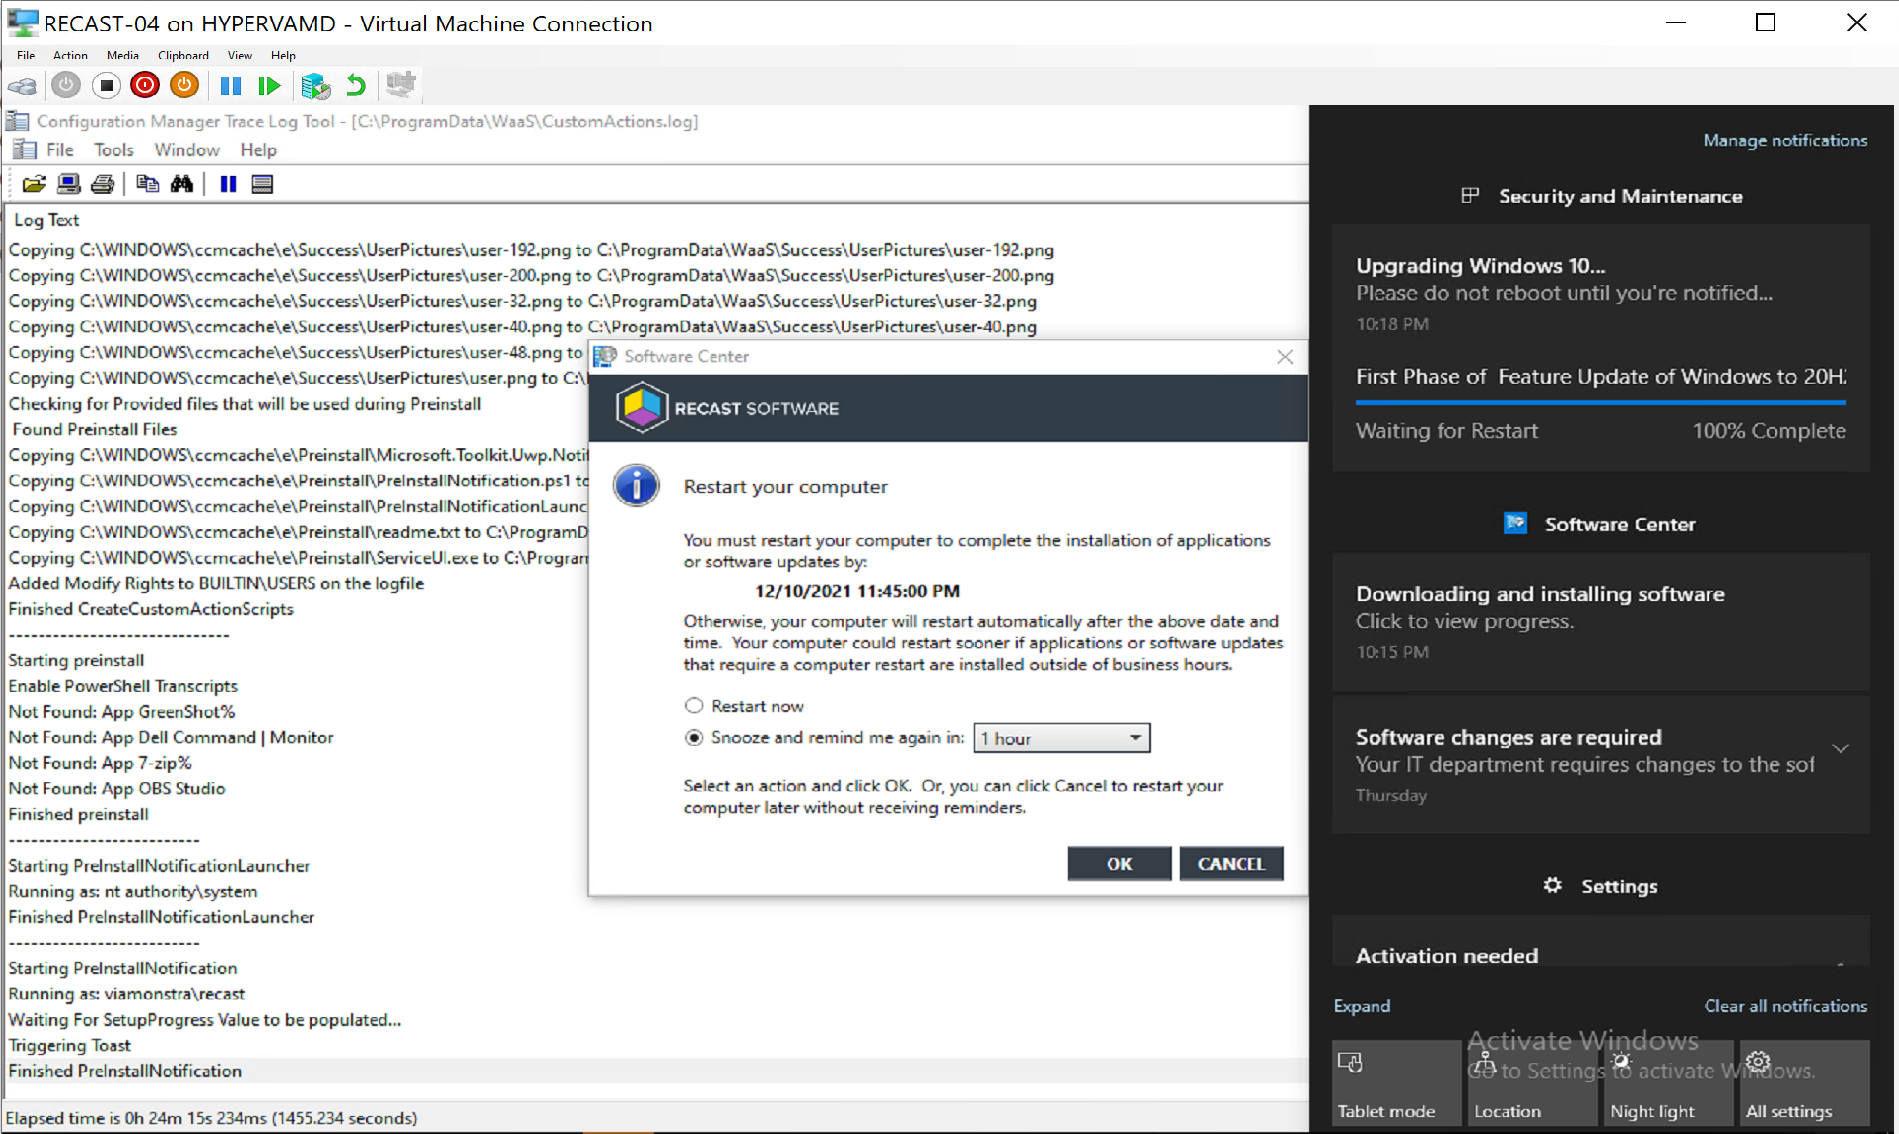 RECAST-04 on HYPERVAMD - Virtual Machine Connection
File Action Media Clipboard View Help
Configuration Manager Trace Log Tool - [C:\ProgramData\WaaS\CustomActions.log]
File Tools Window Help
Log Text
Copying C:\WINDOWS\ccmcache\e\Success\UserPictures\user-192.png to C:\ProgramData\WaaS\Success\UserPictures\user-192.png
Copying C:\WINDOWS\ccmcache\e\Success\UserPictures\user-200.png to C:\ProgramData\WaaS\Success\UserPictures\user-200.png
Copying C:\WINDOWS\ccmcache\e\Success\UserPictures\user-32.png to C:\ProgramData\WaaS\Success\UserPictures\user-32.png
Copying C:\WINDOWS\ccmcache\e\Success\UserPictures\user-40.png to C:\ProgramData\WaaS\Success\UserPictures\user-40.png
Copying C:\WINDOWS\ccmcache\e\Success\UserPictures\user-48.png to
Copying C:\WINDOWS\ccmcache\e\Success\UserPictures\user.png to C:\
Checking for Provided files that will be used during Preinstall
Found Preinstall Files
Copying C:\WINDOWS\ccmcache\e\Preinstall\Microsoft.Toolkit.Uwp.Notif
Copying C:\WINDOWS\ccmcache\e\Preinstall\PreInstallNotification.ps1 to
Copying C:\WINDOWS\ccmcache\e\Preinstall\PreInstallNotificationLaunc
Copying C:\WINDOWS\ccmcache\e\Preinstall\readme.txt to C:\ProgramD
Copying C:\WINDOWS\ccmcache\e\Preinstall\ServiceUI.exe to C:\Program
Added Modify Rights to BUILTIN\USERS on the logfile
Finished CreateCustomActionScripts
------------------------------
Starting preinstall
Enable PowerShell Transcripts
Not Found: App GreenShot%
Not Found: App Dell Command | Monitor
Not Found: App 7-zip%
Not Found: App OBS Studio
Finished preinstall
--------------------------
Starting PreInstallNotificationLauncher
Running as: nt authority\system
Finished PreInstallNotificationLauncher
--------------------------
Starting PreInstallNotification
Running as: viamonstra\recast
Waiting For SetupProgress Value to be populated...
Triggering Toast
Finished PreInstallNotification
Elapsed time is 0h 24m 15s 234ms (1455.234 seconds)
Software Center
RECAST SOFTWARE
Restart your computer
You must restart your computer to complete the installation of applications
or software updates by:
12/10/2021 11:45:00 PM
Otherwise, your computer will restart automatically after the above date and
time. Your computer could restart sooner if applications or software updates
that require a computer restart are installed outside of business hours.
Restart now
Snooze and remind me again in: 1 hour
Select an action and click OK. Or, you can click Cancel to restart your
computer later without receiving reminders.
OK CANCEL
Manage notifications
Security and Maintenance
Upgrading Windows 10...
Please do not reboot until you're notified...
10:18 PM
First Phase of Feature Update of Windows to 20H
Waiting for Restart 100% Complete
Software Center
Downloading and installing software
Click to view progress.
10:15 PM
Software changes are required
Your IT department requires changes to the sof
Thursday
Settings
Activation needed
Expand Clear all notifications
Activate Windows
Go to Settings to activate Windows.
Tablet mode Location Night light All settings